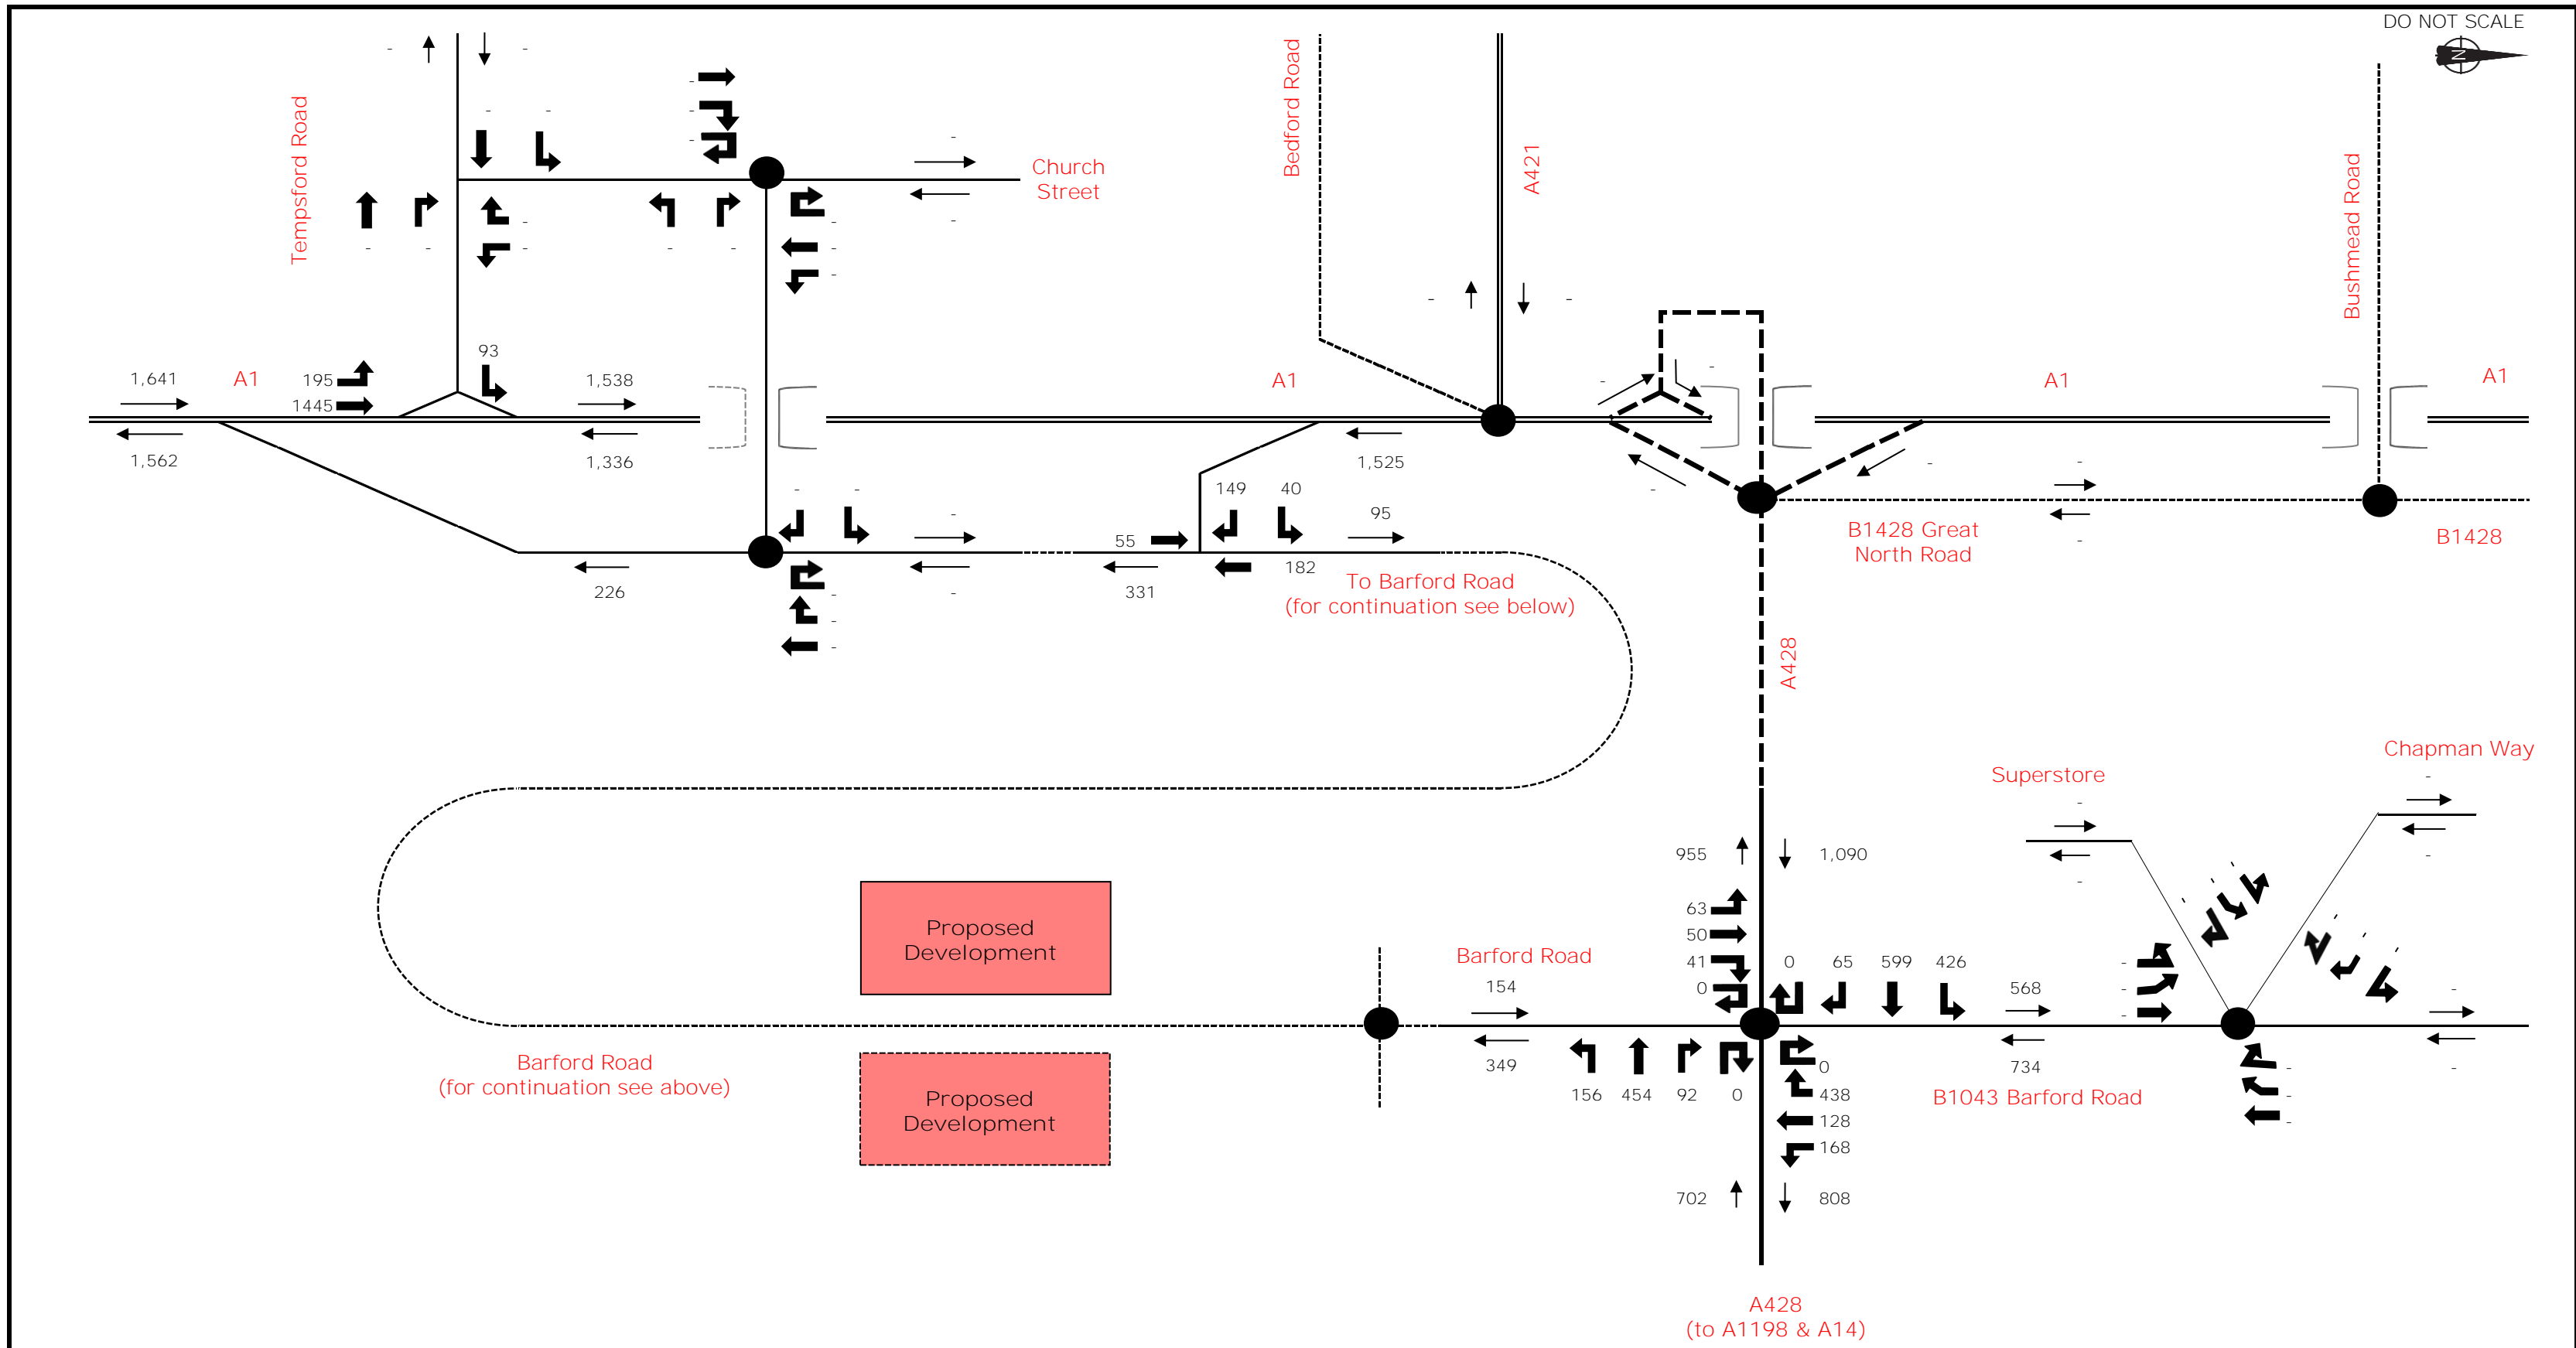 DO NOT SCALE
N
Tempsford Road
- -
- -
-
-
-
-
Church
Street
-
-
- -
-
-
- -
-
-
-
Bedford Road
A421
- -
Bushmead Road
1,641
A1
195
1445
93
1,538
1,562
1,336
A1
1,525
-
-
-
-
A1
A1
-
-
B1428 Great
North Road
B1428
- -
-
-
226
-
-
-
149
40
55
95
331
182
To Barford Road
(for continuation see below)
A428
Superstore
-
-
Chapman Way
-
-
Proposed
Development
Proposed
Development
Barford Road
(for continuation see above)
Barford Road
154
349
955
1,090
63
50
41
0
0
65
599
426
568
734
B1043 Barford Road
156
454
92
0
0
438
128
168
702
808
- - -
- - -
-
-
-
-
-
-
-
-
A428
(to A1198 & A14)